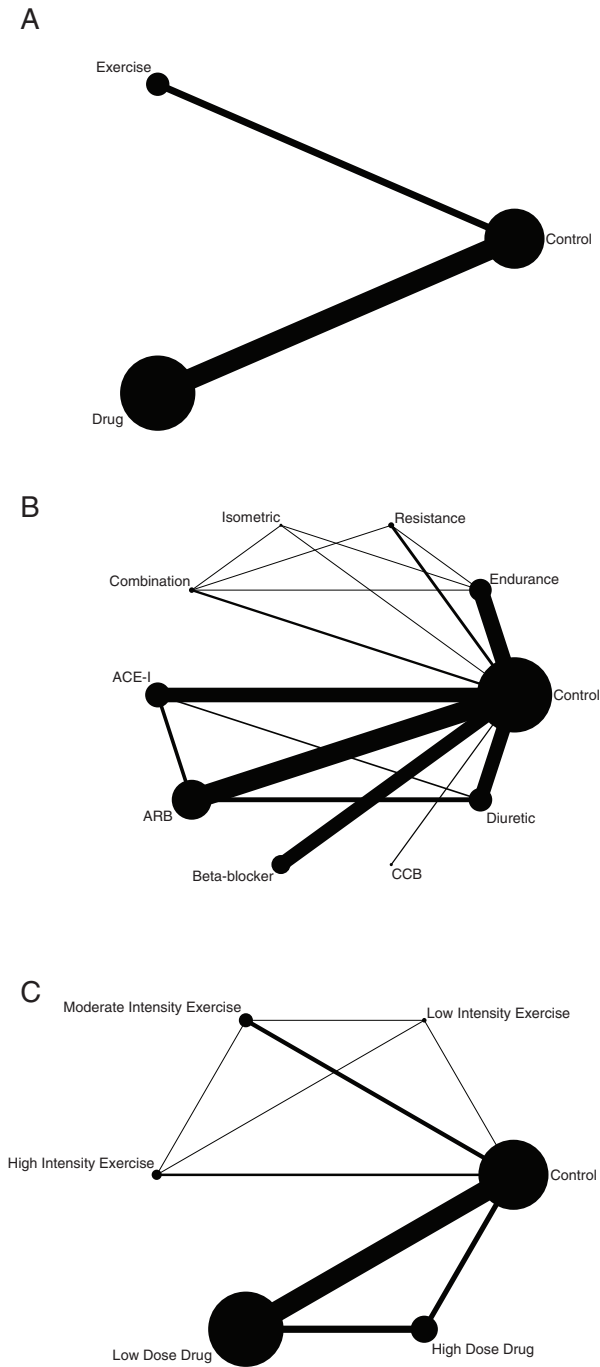 A
Exercise
Control
Drug
B
Isometric
Resistance
Combination
Endurance
ACE-I
Control
ARB
Diuretic
Beta-blocker
CCB
C
Moderate Intensity Exercise
Low Intensity Exercise
High Intensity Exercise
Control
Low Dose Drug
High Dose Drug